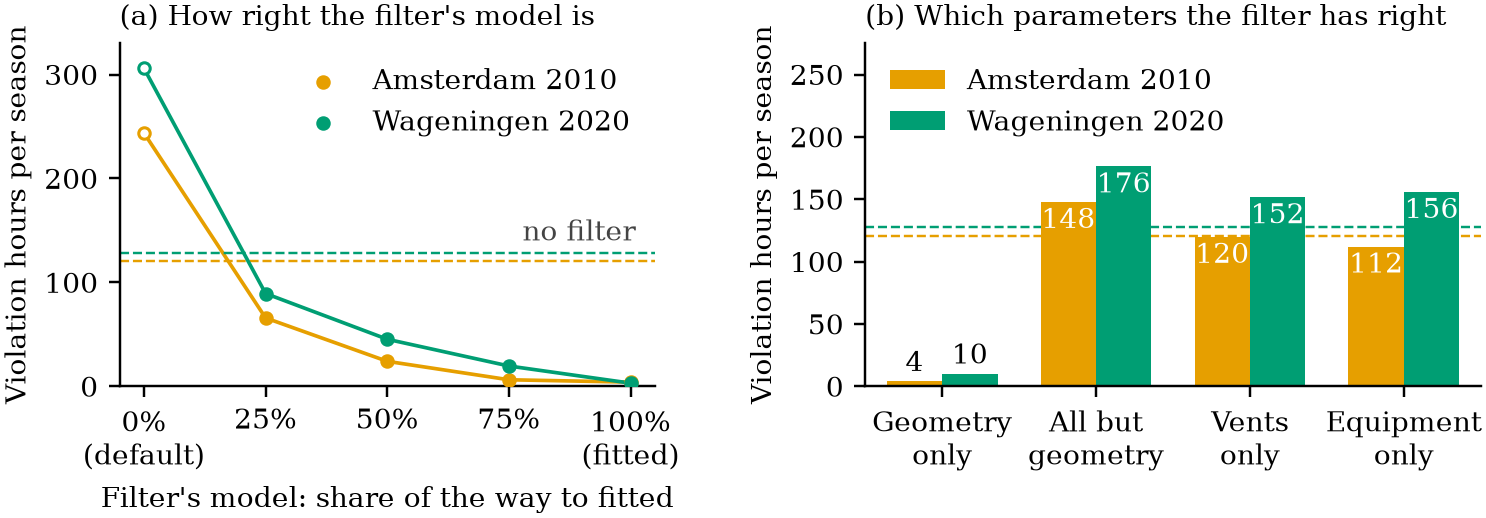 (a) How right the filter's model is
Violation hours per season
300
200
100
0
Amsterdam 2010
Wageningen 2020
no filter
0% 25% 50% 75% 100%
(default) (fitted)
Filter's model: share of the way to fitted
(b) Which parameters the filter has right
Violation hours per season
250
200
150
100
50
0
Amsterdam 2010
Wageningen 2020
4 10 148 176 120 152 112 156
Geometry All but Vents Equipment
only geometry only only